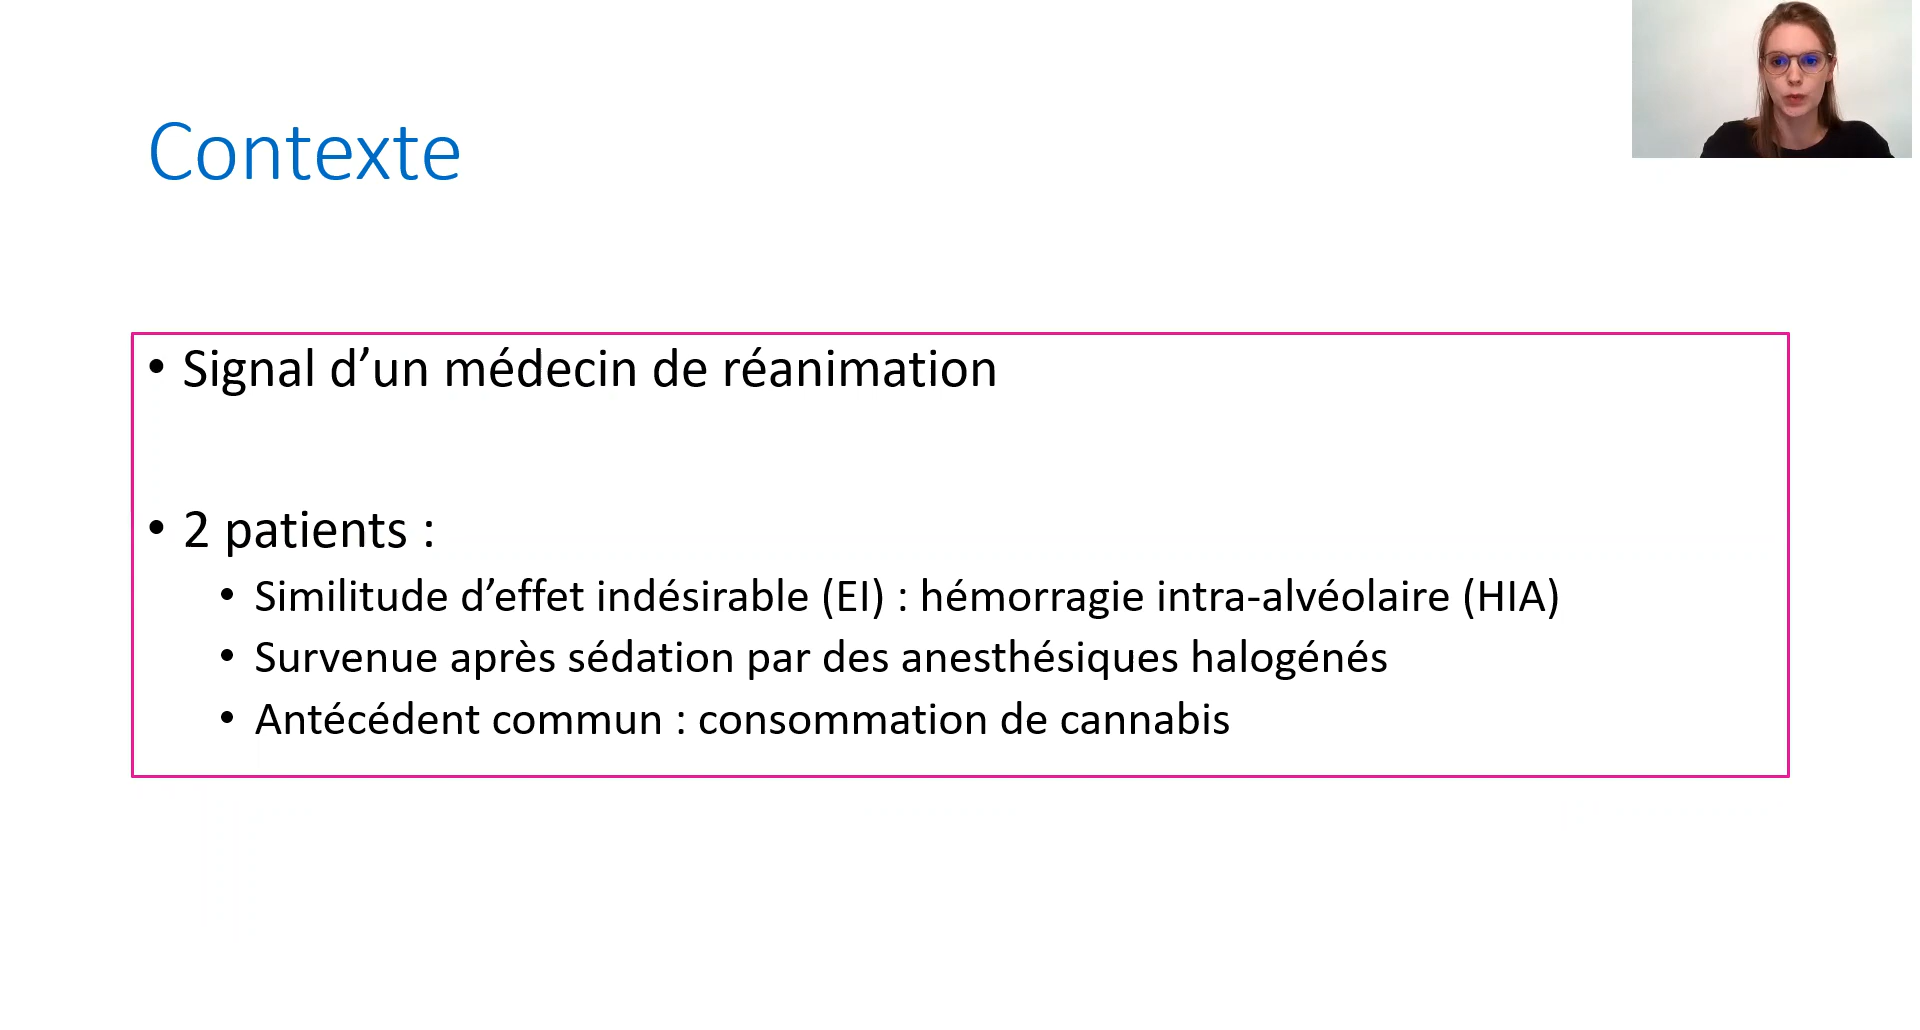 Contexte
• Signal d’un médecin de réanimation
• 2 patients :
• Similitude d’effet indésirable (EI) : hémorragie intra-alvéolaire (HIA)
• Survenue après sédation par des anesthésiques halogénés
• Antécédent commun : consommation de cannabis